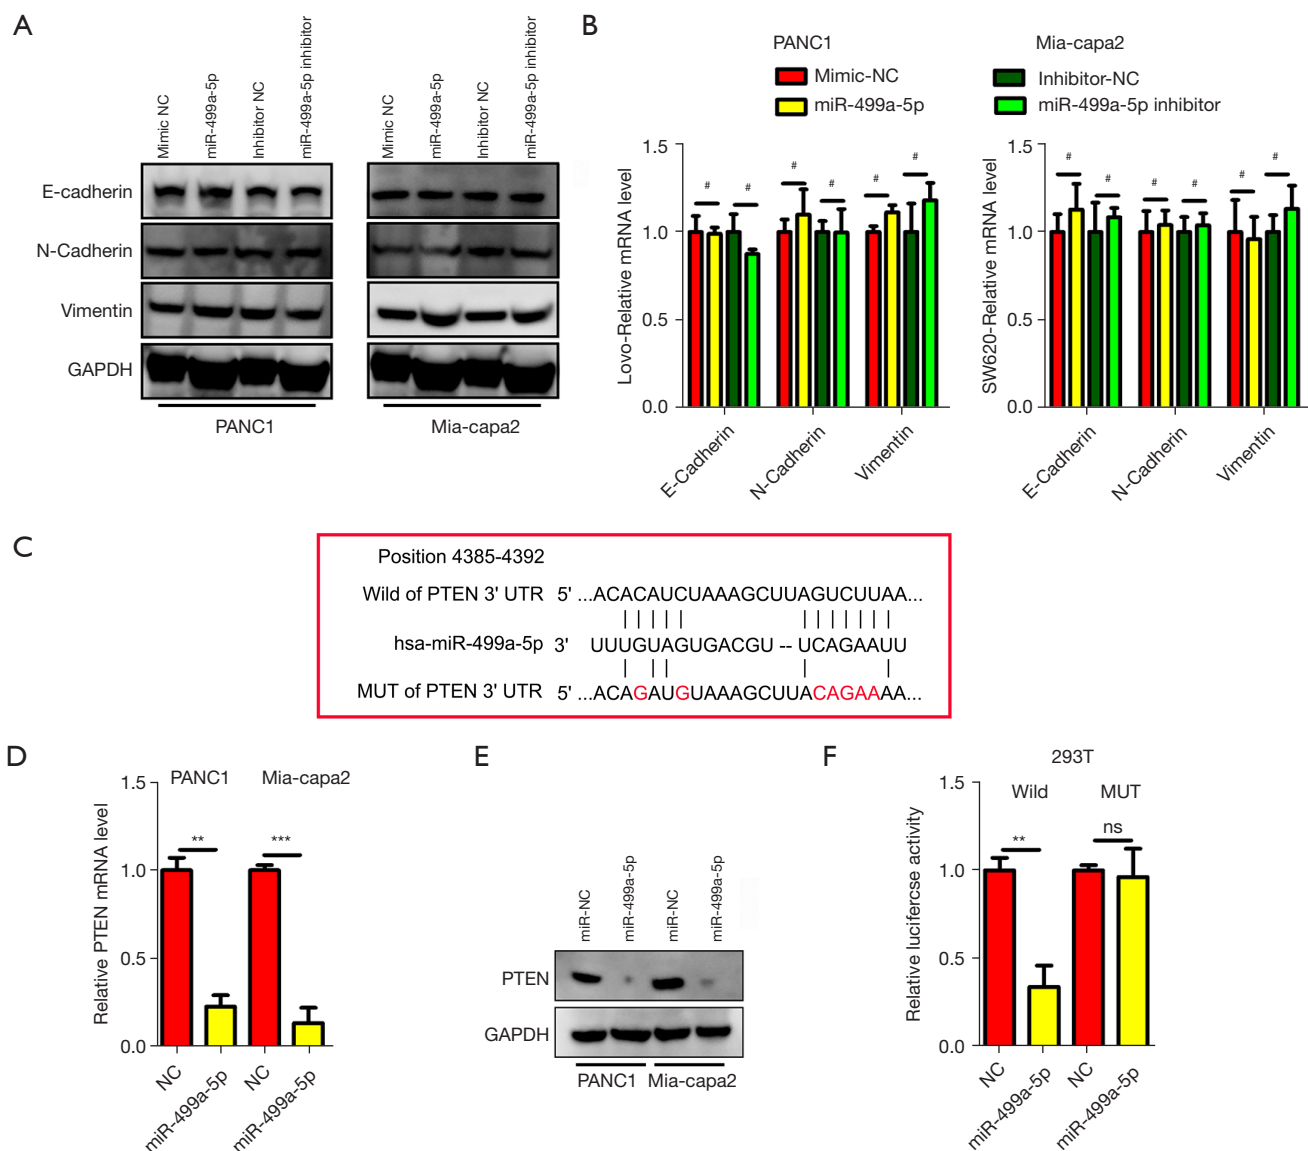 A
Mimic NC
miR-499a-5p
Inhibitor NC
miR-499a-5p inhibitor
Mimic NC
miR-499a-5p
Inhibitor NC
miR-499a-5p inhibitor
E-cadherin
N-Cadherin
Vimentin
GAPDH
PANC1
Mia-capa2
B
PANC1
Mia-capa2
Mimic-NC
miR-499a-5p
Inhibitor-NC
miR-499a-5p inhibitor
Lovo-Relative mRNA level
1.5
1.0
0.5
0.0
# # # # # #
E-Cadherin
N-Cadherin
Vimentin
SW620-Relative mRNA level
1.5
1.0
0.5
0.0
# # # # # #
E-Cadherin
N-Cadherin
Vimentin
C
Position 4385-4392
Wild of PTEN 3' UTR 5' ...ACACAUCUAAAGCUUAGUCUUAA...
hsa-miR-499a-5p 3' UUUGUAGUGACGU -- UCAGAAUU
MUT of PTEN 3' UTR 5' ...ACAGAUGUAAAGCUUACAGAAAA...
D
PANC1 Mia-capa2
Relative PTEN mRNA level
1.5
1.0
0.5
0.0
** ***
NC
miR-499a-5p
NC
miR-499a-5p
E
miR-NC
miR-499a-5p
miR-NC
miR-499a-5p
PTEN
GAPDH
PANC1 Mia-capa2
F
293T
Wild MUT
Relative lucifercse activity
1.5
1.0
0.5
0.0
** ns
NC
miR-499a-5p
NC
miR-499a-5p